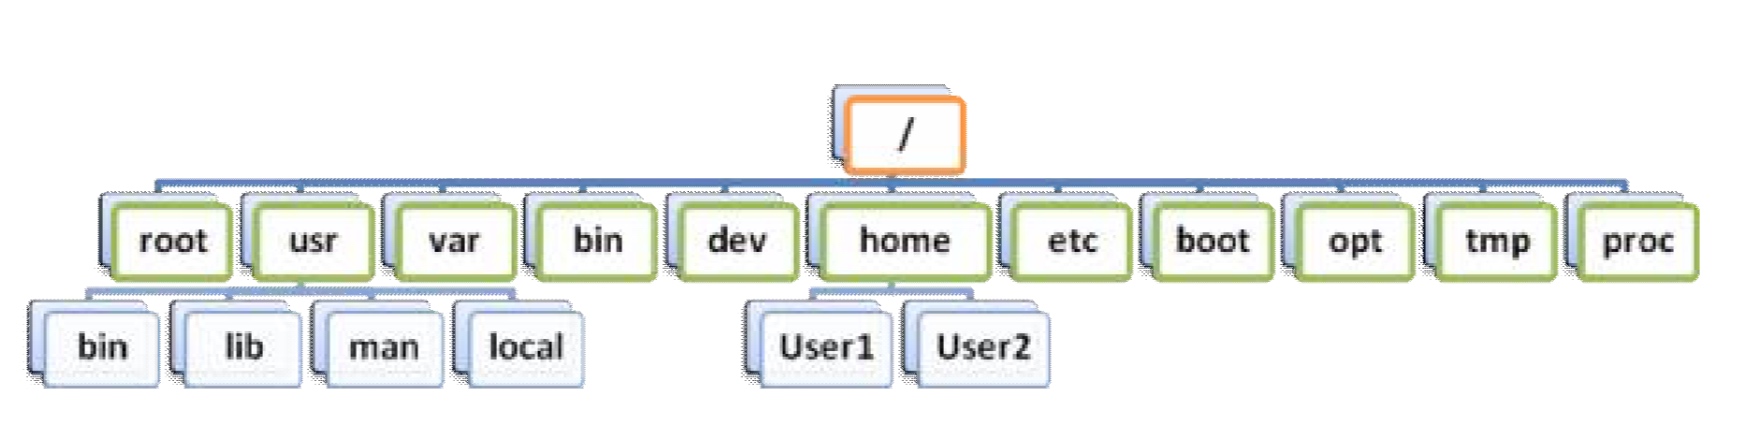 /
root usr var bin dev home etc boot opt tmp proc
bin lib man local User1 User2